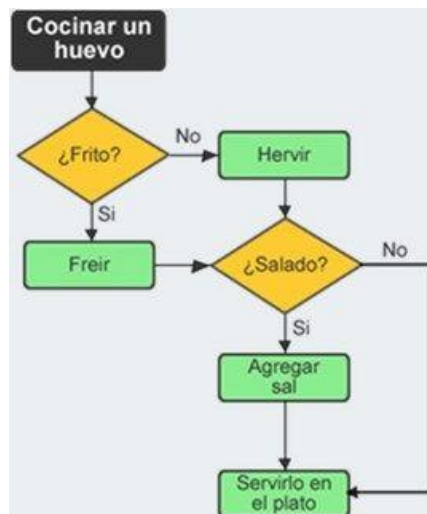 Cocinar un
huevo
¿Frito?
No
Hervir
Si
Freir
¿Salado?
No
Si
Agregar
sal
Servirlo en
el plato